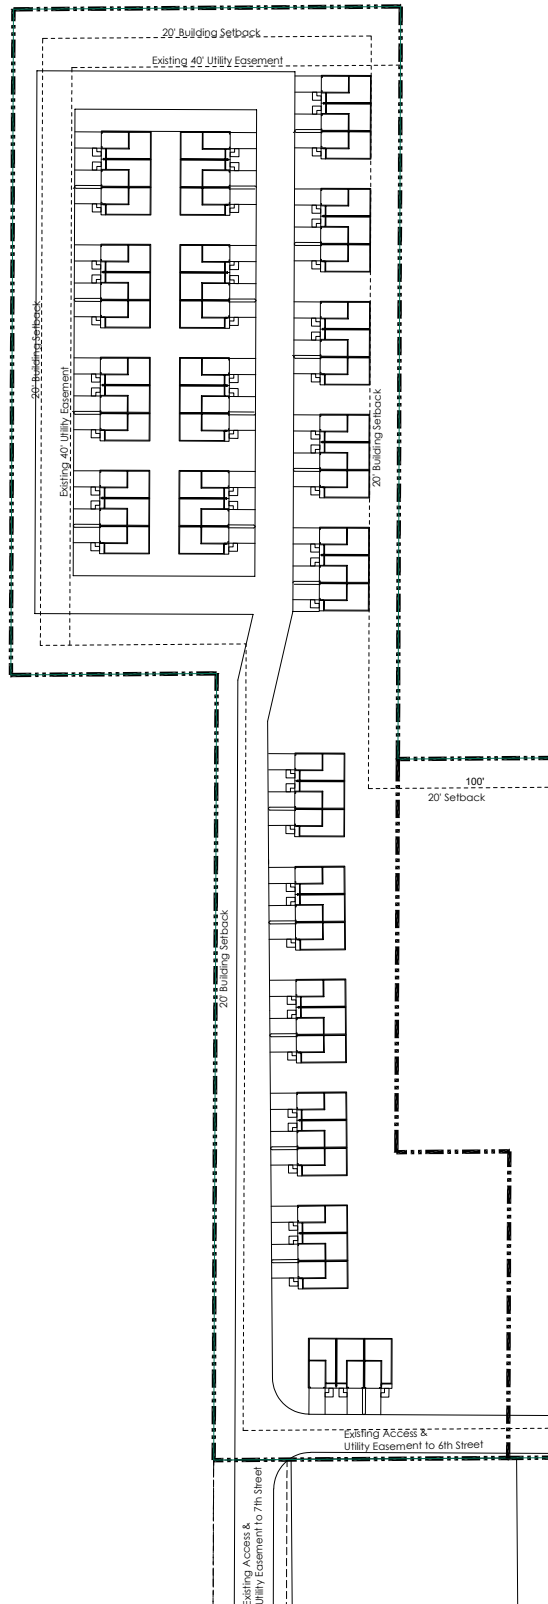 20' Building Setback
Existing 40' Utility Easement
20' Building Setback
Existing 40' Utility Easement
20' Building Setback
100'
20' Setback
20' Building Setback
Existing Access &
Utility Easement to 6th Street
Existing Access &
Utility Easement to 7th Street